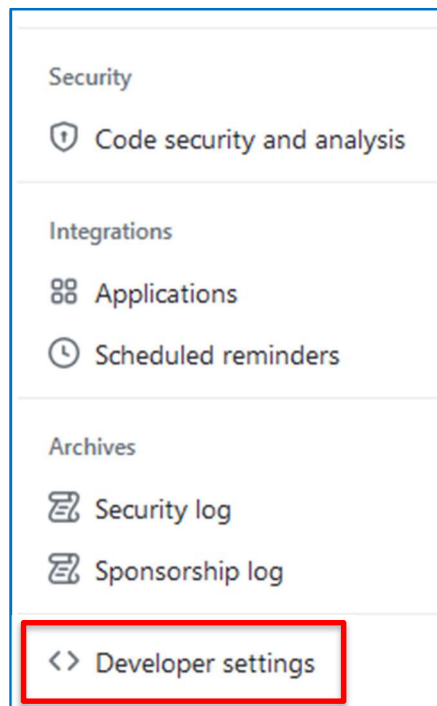 Security
Code security and analysis
Integrations
Applications
Scheduled reminders
Archives
Security log
Sponsorship log
Developer settings